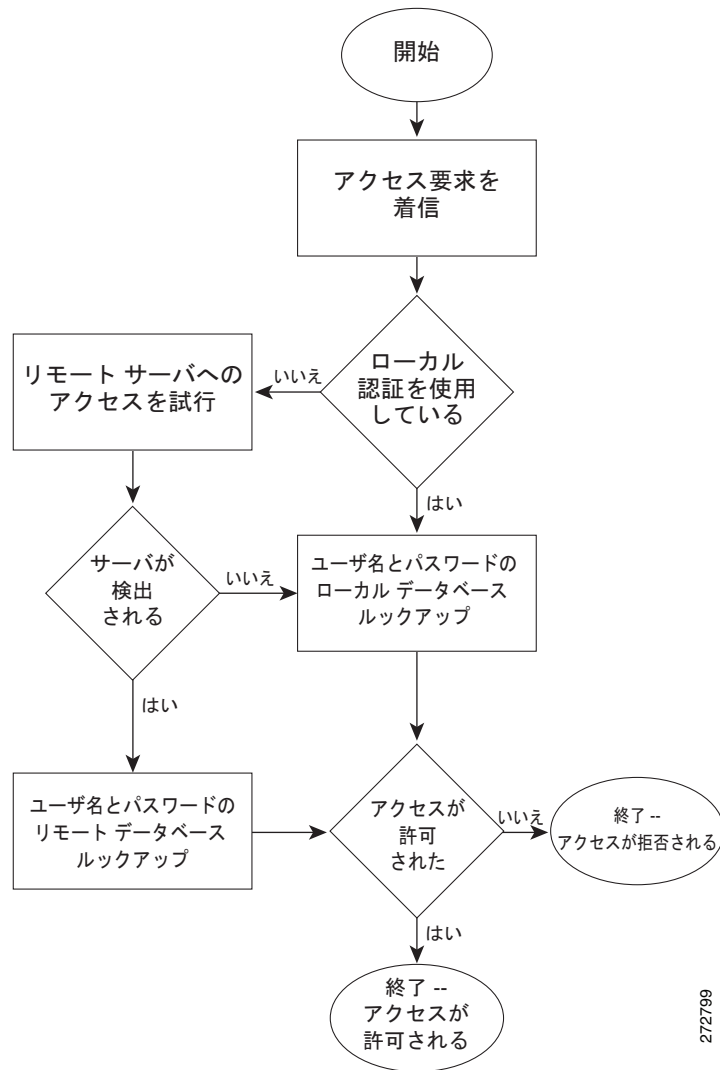 開始
アクセス要求を
着信
ローカル
認証を使用
している
いいえ
リモート サーバへの
アクセスを試行
はい
サーバが
検出
される
いいえ
ユーザ名とパスワードの
ローカル データベース
ルックアップ
はい
ユーザ名とパスワードの
リモート データベース
ルックアップ
アクセスが
許可
された
いいえ
終了 --
アクセスが拒否される
はい
終了 --
アクセスが
許可される
272799